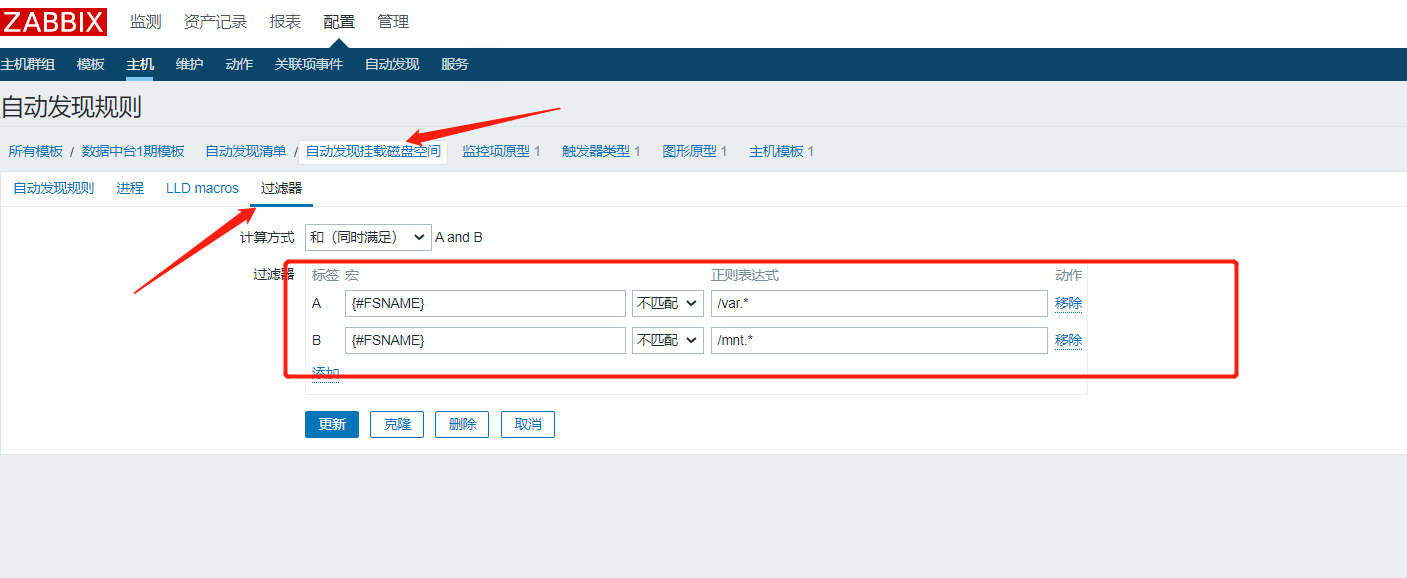 ZABBIX 监测 资产记录 报表 配置 管理
主机群组 模板 主机 维护 动作 关联项事件 自动发现 服务
自动发现规则
所有模板 / 数据中台1期模板 自动发现清单 / 自动发现挂载磁盘空间 监控项原型 1 触发器类型 1 图形原型 1 主机模板 1
自动发现规则 进程 LLD macros 过滤器
计算方式 和（同时满足） A and B
过滤器 标签 宏 正则表达式 动作
A {#FSNAME} 不匹配 /var.* 移除
B {#FSNAME} 不匹配 /mnt.* 移除
添加
更新 克隆 删除 取消